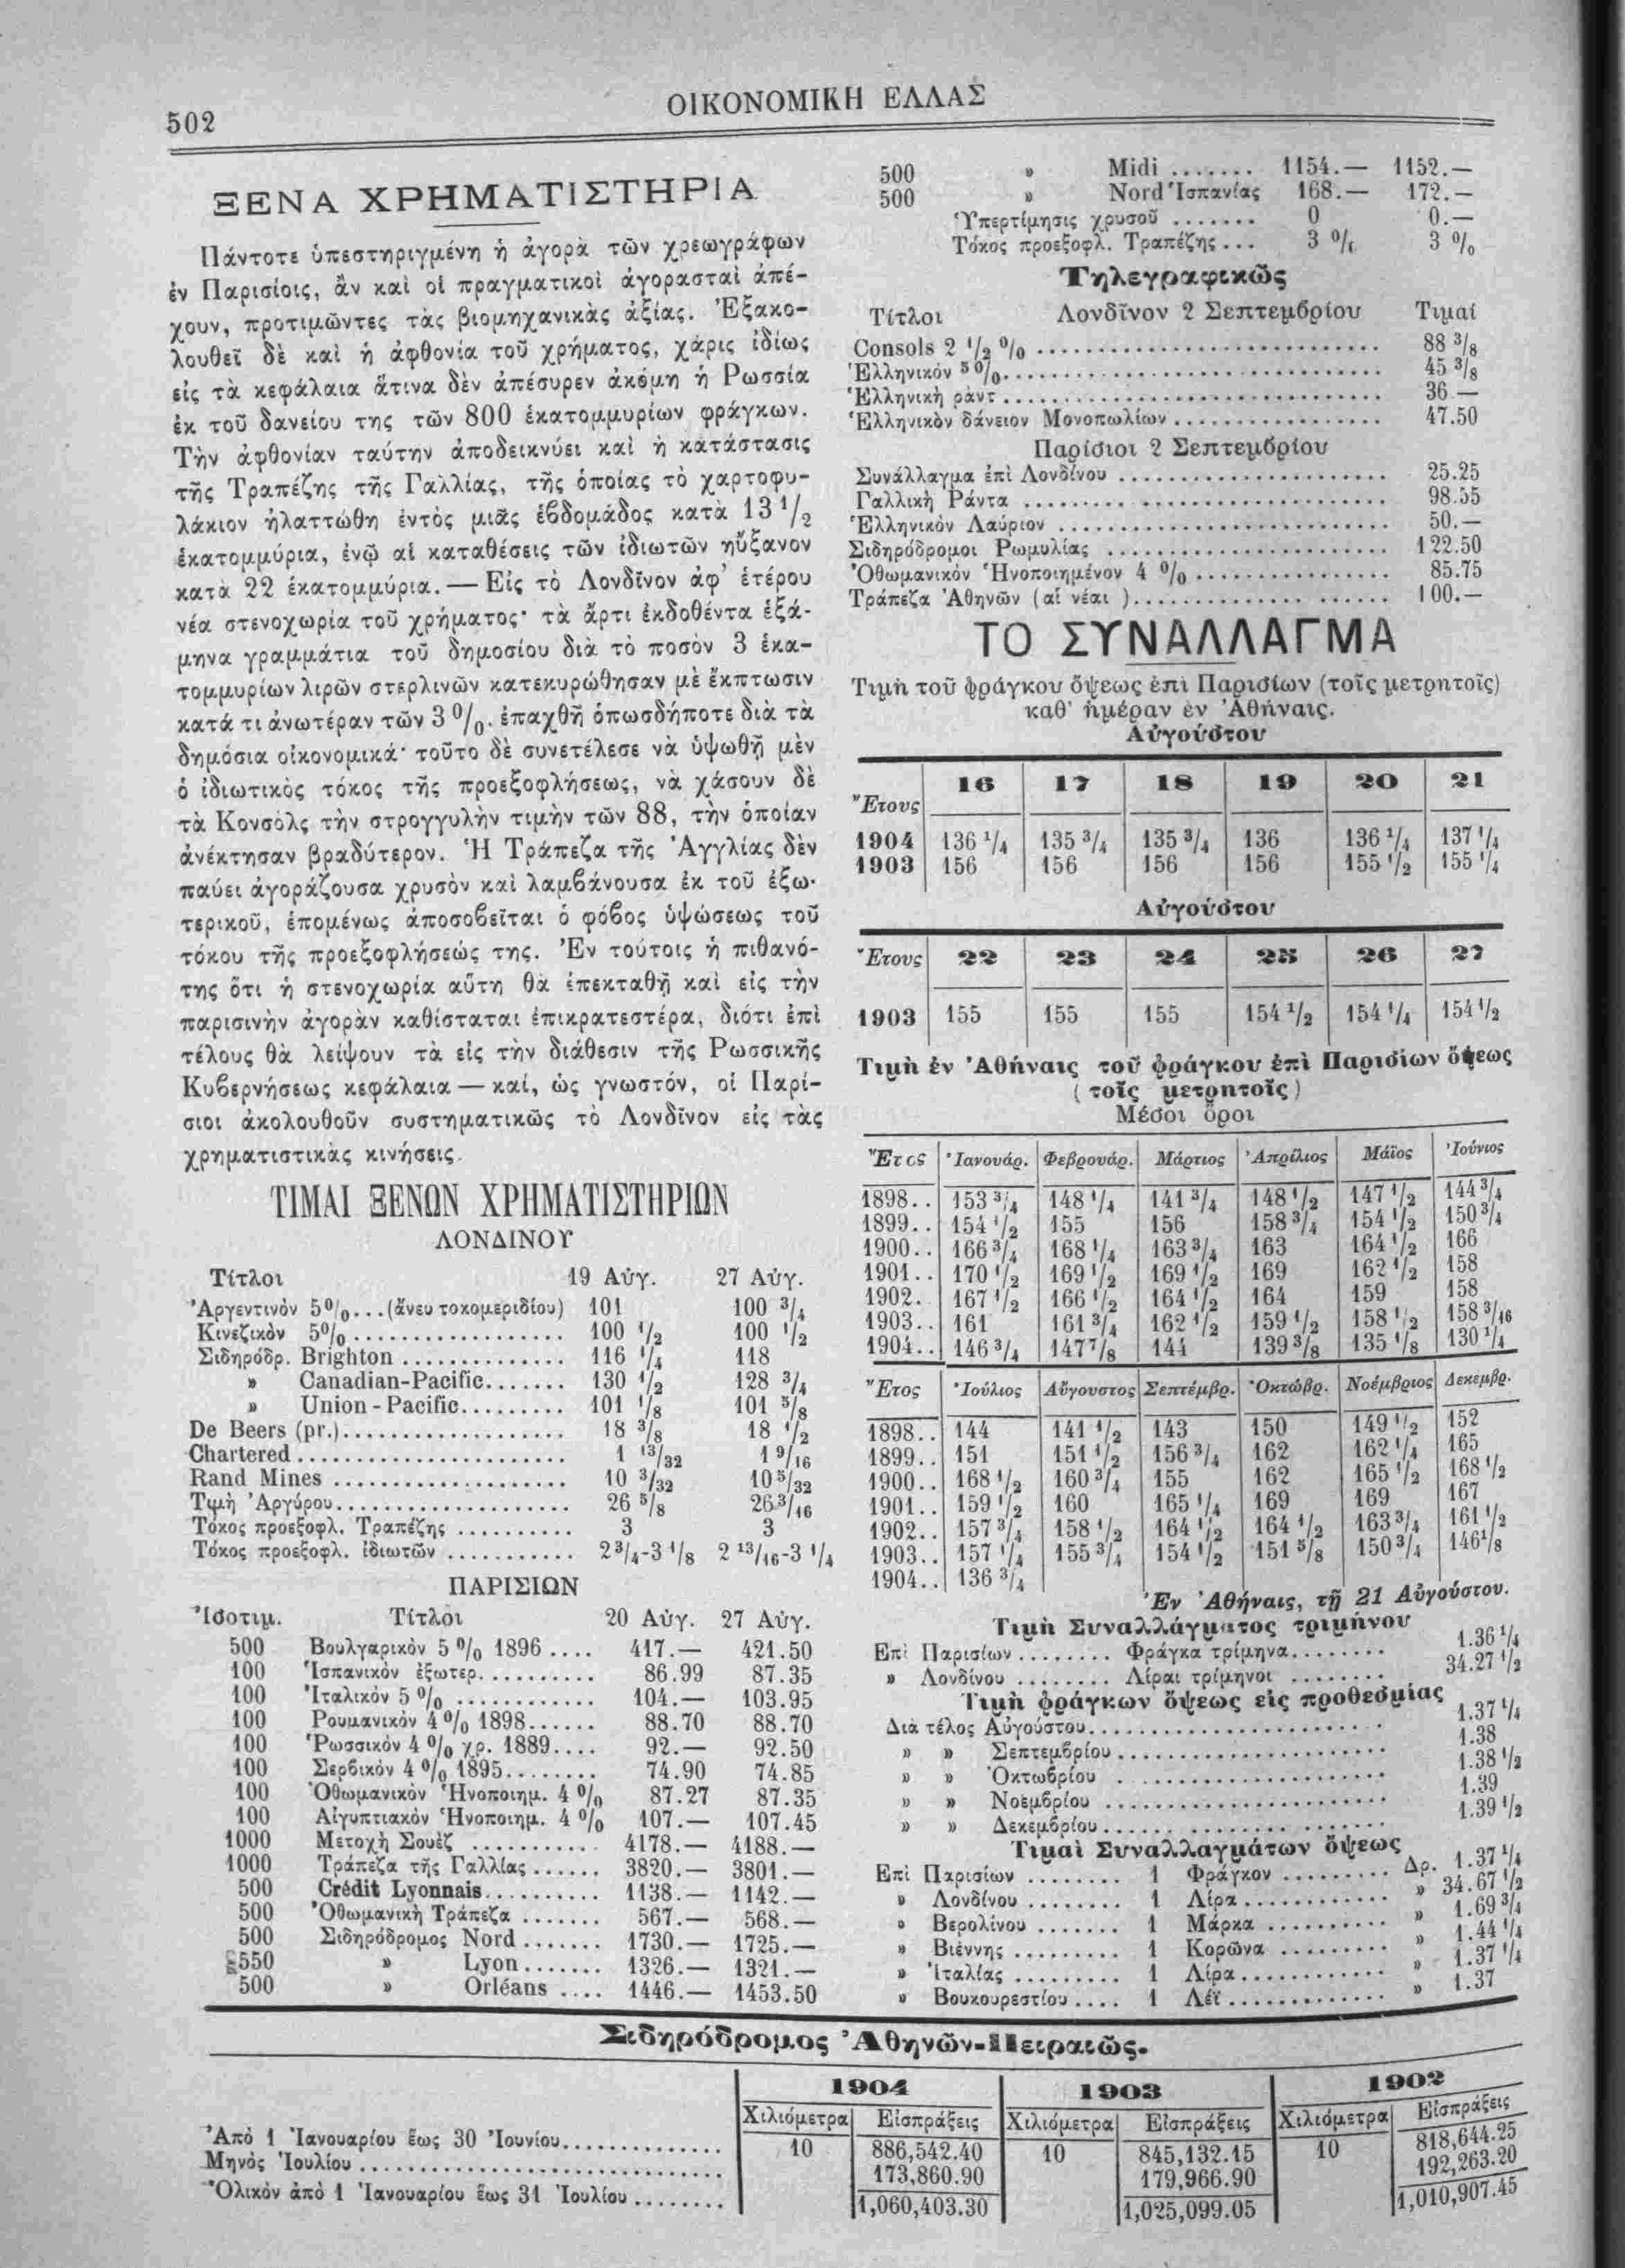 502
ΟΙΚΟΝΟΜΙΚΗ ΕΛΛΑΣ
ΞΕΝΑ ΧΡΗΜΑΤΙΣΤΗΡΙΑ
Πάντοτε ὑπεστηριγμένη ἡ ἀγορὰ τῶν χρεωγράφων
ἐν Παρισίοις, ἂν καὶ οἱ πραγματικοὶ ἀγορασταὶ ἀπέ-
χουν, προτιμῶντες τὰς βιομηχανικὰς ἀξίας. Ἐξακο-
λουθεῖ δὲ καὶ ἡ ἀφθονία τοῦ χρήματος, χάρις ἰδίως
εἰς τὰ κεφάλαια ἅτινα δὲν ἀπέσυρεν ἀκόμη ἡ Ρωσσία
ἐκ τοῦ δανείου της τῶν 800 ἑκατομμυρίων φράγκων.
Τὴν ἀφθονίαν ταύτην ἀποδεικνύει καὶ ἡ κατάστασις
τῆς Τραπέζης τῆς Γαλλίας, τῆς ὁποίας τὸ χαρτοφυ-
λάκιον ἠλαττώθη ἐντὸς μιᾶς ἑβδομάδος κατὰ 13 1/2
ἑκατομμύρια, ἐνῷ αἱ καταθέσεις τῶν ἰδιωτῶν ηὔξανον
κατὰ 22 ἑκατομμύρια. — Εἰς τὸ Λονδῖνον ἀφ' ἑτέρου
νέα στενοχωρία τοῦ χρήματος· τὰ ἄρτι ἐκδοθέντα ἑξά-
μηνα γραμμάτια τοῦ δημοσίου διὰ τὸ ποσὸν 3 ἑκα-
τομμυρίων λιρῶν στερλινῶν κατεκυρώθησαν μὲ ἔκπτωσιν
κατά τι ἀνωτέραν τῶν 3 0/0. ἐπαχθῆ ὁπωσδήποτε διὰ τὰ
δημόσια οἰκονομικά· τοῦτο δὲ συνετέλεσε νὰ ὑψωθῇ μὲν
ὁ ἰδιωτικὸς τόκος τῆς προεξοφλήσεως, νὰ χάσουν δὲ
τὰ Κονσὸλς τὴν στρογγυλὴν τιμὴν τῶν 88, τὴν ὁποίαν
ἀνέκτησαν βραδύτερον. Ἡ Τράπεζα τῆς Ἀγγλίας δὲν
παύει ἀγοράζουσα χρυσὸν καὶ λαμβάνουσα ἐκ τοῦ ἐξω-
τερικοῦ, ἑπομένως ἀποσοβεῖται ὁ φόβος ὑψώσεως τοῦ
τόκου τῆς προεξοφλήσεώς της. Ἐν τούτοις ἡ πιθανό-
της ὅτι ἡ στενοχωρία αὕτη θὰ ἐπεκταθῇ καὶ εἰς τὴν
παρισινὴν ἀγορὰν καθίσταται ἐπικρατεστέρα, διότι ἐπὶ
τέλους θὰ λείψουν τὰ εἰς τὴν διάθεσιν τῆς Ρωσσικῆς
Κυβερνήσεως κεφάλαια — καί, ὡς γνωστόν, οἱ Παρί-
σιοι ἀκολουθοῦν συστηματικῶς τὸ Λονδῖνον εἰς τὰς
χρηματιστικὰς κινήσεις.
ΤΙΜΑΙ ΞΕΝΩΝ ΧΡΗΜΑΤΙΣΤΗΡΙΩΝ
ΛΟΝΔΙΝΟΥ
Τίτλοι 19 Αὐγ. 27 Αὐγ.
Ἀργεντινὸν 5 0/0...(ἄνευ τοκομεριδίου) 101 100 3/4
Κινεζικὸν 5 0/0 ........ 100 1/2 100 1/2
Σιδηρόδρ. Brighton ........ 116 1/4 118
» Canadian-Pacific....... 130 1/2 128 3/4
» Union-Pacific......... 101 1/8 101 5/8
De Beers (pr.)........ 18 3/8 18 1/2
Chartered........ 1 13/32 1 9/16
Rand Mines ........ 10 3/32 10 5/32
Τιμὴ Ἀργύρου........ 26 5/8 26 3/16
Τόκος προεξοφλ. Τραπέζης .......... 3 3
Τόκος προεξοφλ. ἰδιωτῶν ........... 2 3/4-3 1/8 2 13/16-3 1/4
ΠΑΡΙΣΙΩΝ
Ἰσοτιμ. Τίτλοι 20 Αὐγ. 27 Αὐγ.
500 Βουλγαρικὸν 5 0/0 1896 .... 417.— 421.50
100 Ἱσπανικὸν ἐξωτερ.......... 86.99 87.35
100 Ἰταλικὸν 5 0/0 ............ 104.— 103.95
100 Ρουμανικὸν 4 0/0 1898...... 88.70 88.70
100 Ῥωσσικὸν 4 0/0 χρ. 1889.... 92.— 92.50
100 Σερβικὸν 4 0/0 1895........ 74.90 74.85
100 Ὀθωμανικὸν Ἡνοποιημ. 4 0/0 87.27 87.35
100 Αἰγυπτιακὸν Ἡνοποιημ. 4 0/0 107.— 107.45
1000 Μετοχὴ Σουὲζ ........... 4178.— 4188.—
1000 Τράπεζα τῆς Γαλλίας...... 3820.— 3801.—
500 Crédit Lyonnais.......... 1138.— 1142.—
500 Ὀθωμανικὴ Τράπεζα ....... 567.— 568.—
500 Σιδηρόδρομος Nord ....... 1730.— 1725.—
550 » Lyon....... 1326.— 1321.—
500 » Orléans .... 1446.— 1453.50
500 » Midi ....... 1154.— 1152.—
500 » Nord Ἱσπανίας 168.— 172.—
Ὑπερτίμησις χρυσοῦ ....... 0 0.—
Τόκος προεξοφλ. Τραπέζης... 3 0/0 3 0/0
Τηλεγραφικῶς
Τίτλοι Λονδῖνον 2 Σεπτεμβρίου Τιμαί
Consols 2 1/2 0/0 ........ 88 3/8
Ἑλληνικόν 5 0/0........ 45 3/8
Ἑλληνικὴ ράντ ........ 36 —
Ἑλληνικὸν δάνειον Μονοπωλίων ........ 47.50
Παρίσιοι 2 Σεπτεμβρίου
Συνάλλαγμα ἐπὶ Λονδίνου ........ 25.25
Γαλλικὴ Ράντα ........ 98.55
Ἑλληνικὸν Λαύριον ........ 50.—
Σιδηρόδρομοι Ρωμυλίας ........ 122.50
Ὀθωμανικόν Ἡνοποιημένον 4 0/0 ........ 85.75
Τράπεζα Ἀθηνῶν (αἱ νέαι )........ 100.—
ΤΟ ΣΥΝΑΛΛΑΓΜΑ
Τιμὴ τοῦ φράγκου ὄψεως ἐπὶ Παρισίων (τοῖς μετρητοῖς)
καθ' ἡμέραν ἐν Ἀθήναις.
Αὐγούστου
Ἔτους 16 17 18 19 20 21
1904 136 1/4 135 3/4 135 3/4 136 136 1/4 137 1/4
1903 156 156 156 156 155 1/2 155 1/4
Αὐγούστου
Ἔτους 22 23 24 25 26 27
1903 155 155 155 154 1/2 154 1/4 154 1/2
Τιμὴ ἐν Ἀθήναις τοῦ φράγκου ἐπὶ Παρισίων ὄψεως
(τοῖς μετρητοῖς)
Μέσοι ὅροι
Ἔτος Ἰανουάρ. Φεβρουάρ. Μάρτιος Ἀπρίλιος Μάϊος Ἰούνιος
1898.. 153 3/4 148 1/4 141 3/4 148 1/2 147 1/2 144 3/4
1899.. 154 1/2 155 156 158 3/4 154 1/2 150 3/4
1900.. 166 3/4 168 1/4 163 3/4 163 164 1/2 166
1901.. 170 1/2 169 1/2 169 1/2 169 162 1/2 158
1902. 167 1/2 166 1/2 164 1/2 164 159 158
1903.. 161 161 3/4 162 1/2 159 1/2 158 1/2 158 3/16
1904.. 146 3/4 147 7/8 144 139 3/8 135 1/8 130 1/4
Ἔτος Ἰούλιος Αὔγουστος Σεπτέμβρ. Ὀκτώβρ. Νοέμβριος Δεκεμβρ.
1898.. 144 141 1/2 143 150 149 1/2 152
1899.. 151 151 1/2 156 3/4 162 162 1/4 165
1900.. 168 1/2 160 3/4 155 162 165 1/2 168 1/2
1901.. 159 1/2 160 165 1/4 169 169 167
1902.. 157 3/4 158 1/2 164 1/2 164 1/2 163 3/4 161 1/2
1903.. 157 1/4 155 3/4 154 1/2 151 5/8 150 3/4 146 1/8
1904.. 136 3/4
Ἐν Ἀθήναις, τῇ 21 Αὐγούστου.
Τιμὴ Συναλλάγματος τριμήνου
Ἐπὶ Παρισίων ........ Φράγκα τρίμηνα........ 1.36 1/4
» Λονδίνου ........ Λίραι τρίμηνοι ........ 34.27 1/2
Τιμὴ φράγκων ὄψεως εἰς προθεσμίας
Διὰ τέλος Αὐγούστου........ 1.37 1/4
» » Σεπτεμβρίου ........ 1.38
» » Ὀκτωβρίου ........ 1.38 1/2
» » Νοεμβρίου ........ 1.39
» » Δεκεμβρίου ........ 1.39 1/2
Τιμαὶ Συναλλαγμάτων ὄψεως
Ἐπὶ Παρισίων ........ 1 Φράγκον ........ Δρ. 1.37 1/4
» Λονδίνου ........ 1 Λίρα........ » 34.67 1/2
» Βερολίνου ....... 1 Μάρκα ........ » 1.69 3/4
» Βιέννης ......... 1 Κορῶνα ........ » 1.44 1/4
» Ἰταλίας ......... 1 Λίρα........ » 1.37 1/4
» Βουκουρεστίου.... 1 Λέϊ ........ » 1.37
Σιδηρόδρομος Ἀθηνῶν-Πειραιῶς.
1904 1903 1902
Χιλιόμετρα Εἰσπράξεις Χιλιόμετρα Εἰσπράξεις Χιλιόμετρα Εἰσπράξεις
Ἀπὸ 1 Ἰανουαρίου ἕως 30 Ἰουνίου........ 10 886,542.40 10 845,132.15 10 818,644.25
Μηνὸς Ἰουλίου ........ 173,860.90 179,966.90 192,263.20
Ὁλικὸν ἀπὸ 1 Ἰανουαρίου ἕως 31 Ἰουλίου ........ 1,060,403.30 1,025,099.05 1,010,907.45